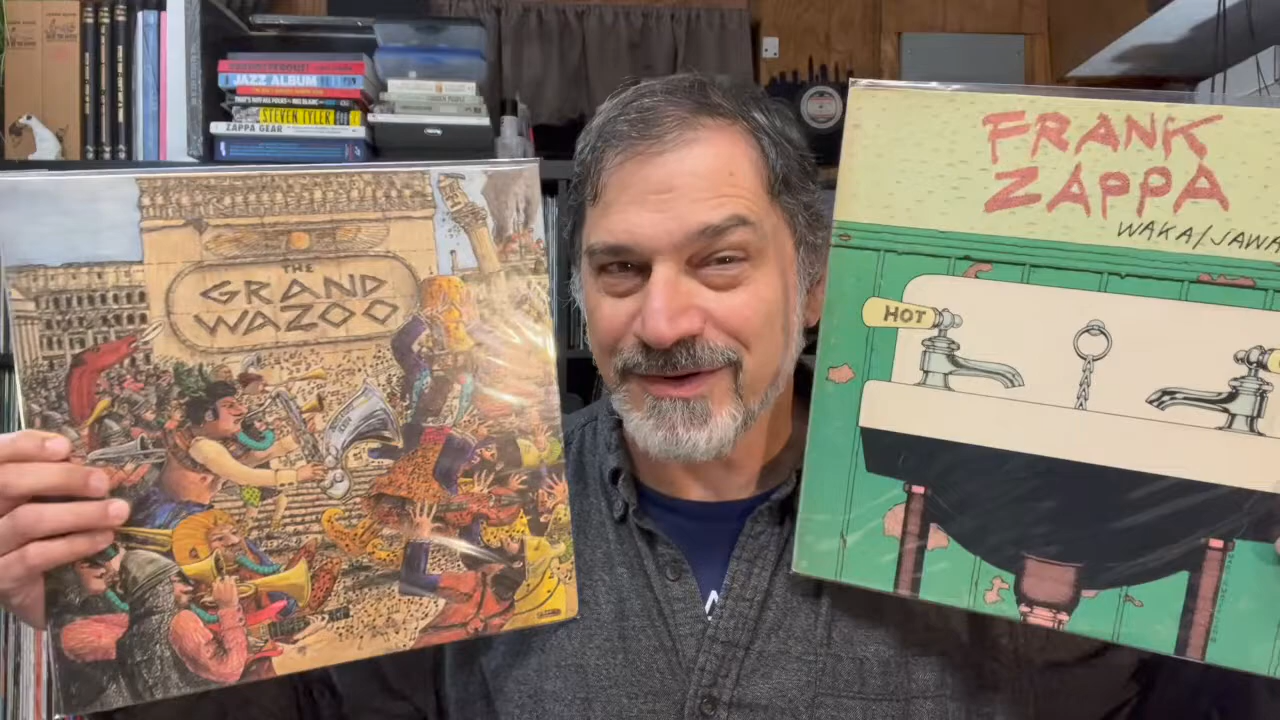 JAZZ ALBUM
STEVEN TYLER
ZAPPA GEAR
THE
GRAND
WAZOO
FRANK
ZAPPA
WAKA/JAWA
HOT